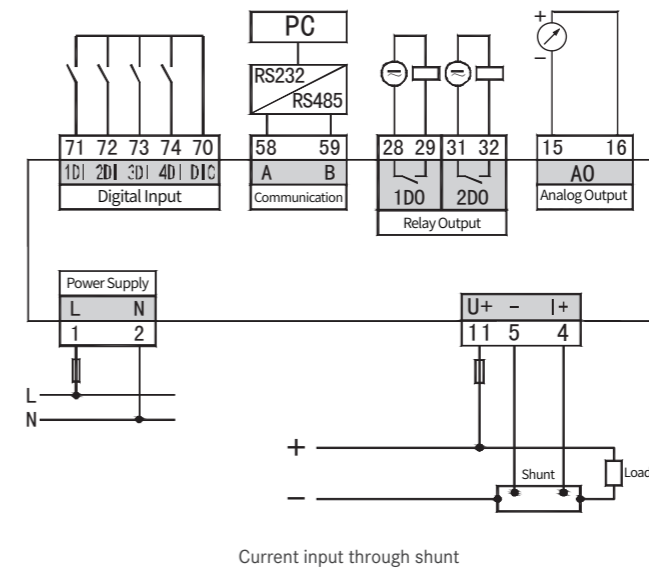 PC
RS232
RS485
+
−
71 72 73 74 70
58 59
28 29 31 32
15 16
1DI 2DI 3DI 4DI DIC
A B
1DO 2DO
AO
Digital Input
Communication
Relay Output
Analog Output
Power Supply
L N
1 2
U+ − I+
11 5 4
L
N
+
−
Shunt
Load
Current input through shunt